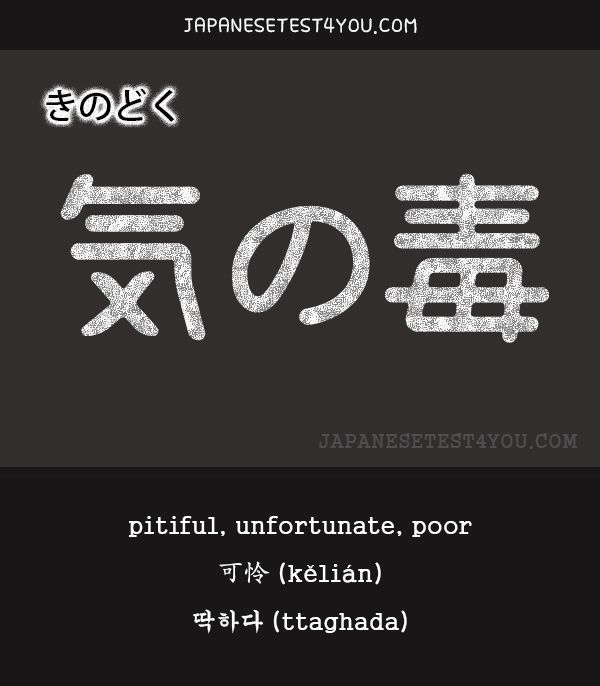 JAPANESETEST4YOU.COM
きのどく
気の毒
JAPANESETEST4YOU.COM
pitiful, unfortunate, poor
可怜 (kělián)
딱하다 (ttaghada)